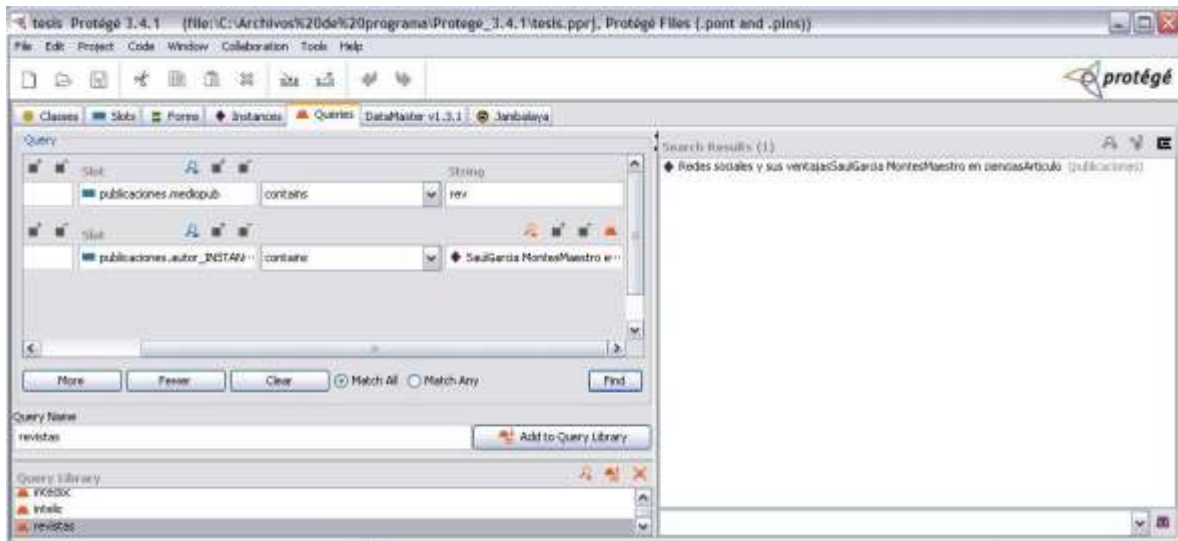 tesis Protégé 3.4.1 (file:\C:\Archivos%20de%20programa\Protege_3.4.1\tesis.pprj, Protégé Files (.pont and .pins))
File Edit Project Code Window Collaboration Tools Help
protégé
Classes Slots Forms Instances Queries DataMaster v1.3.1 Jambalaya
Query
Slot String
publicaciones.mediopub contains rev
Slot
publicaciones.autor_INSTAN... contains SaulGarcia MontesMaestro e...
More Fewer Clear Match All Match Any Find
Query Name
revistas Add to Query Library
Query Library
intelic
revistas
Search Results (1)
Redes sociales y sus ventajasSaulGarcia MontesMaestro en cienciasArticulo (publicaciones)